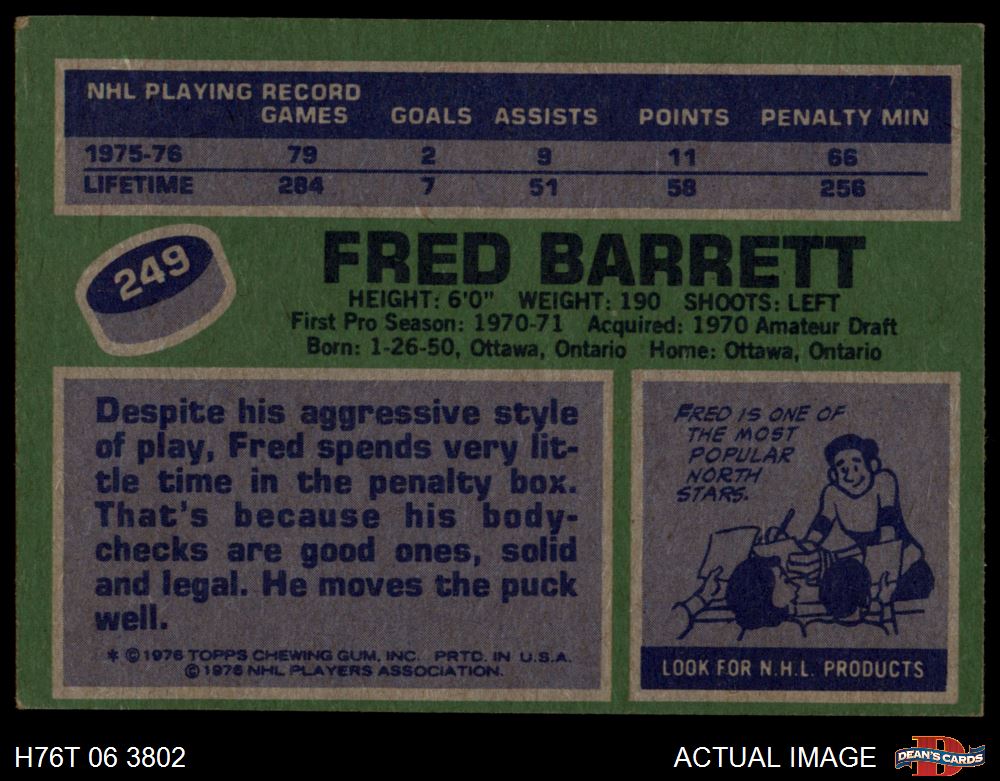 NHL PLAYING RECORD
GAMES GOALS ASSISTS POINTS PENALTY MIN
1975-76 79 2 9 11 66
LIFETIME 284 7 51 58 256
249
FRED BARRETT
HEIGHT: 6'0" WEIGHT: 190 SHOOTS: LEFT
First Pro Season: 1970-71 Acquired: 1970 Amateur Draft
Born: 1-26-50, Ottawa, Ontario Home: Ottawa, Ontario
Despite his aggressive style
of play, Fred spends very lit-
tle time in the penalty box.
That's because his body-
checks are good ones, solid
and legal. He moves the puck
well.
* ©1976 TOPPS CHEWING GUM, INC. PRTD. IN U.S.A.
©1976 NHL PLAYERS ASSOCIATION.
FRED IS ONE OF
THE MOST
POPULAR
NORTH
STARS.
LOOK FOR N.H.L. PRODUCTS
H76T 06 3802
ACTUAL IMAGE
D
DEAN'S CARDS